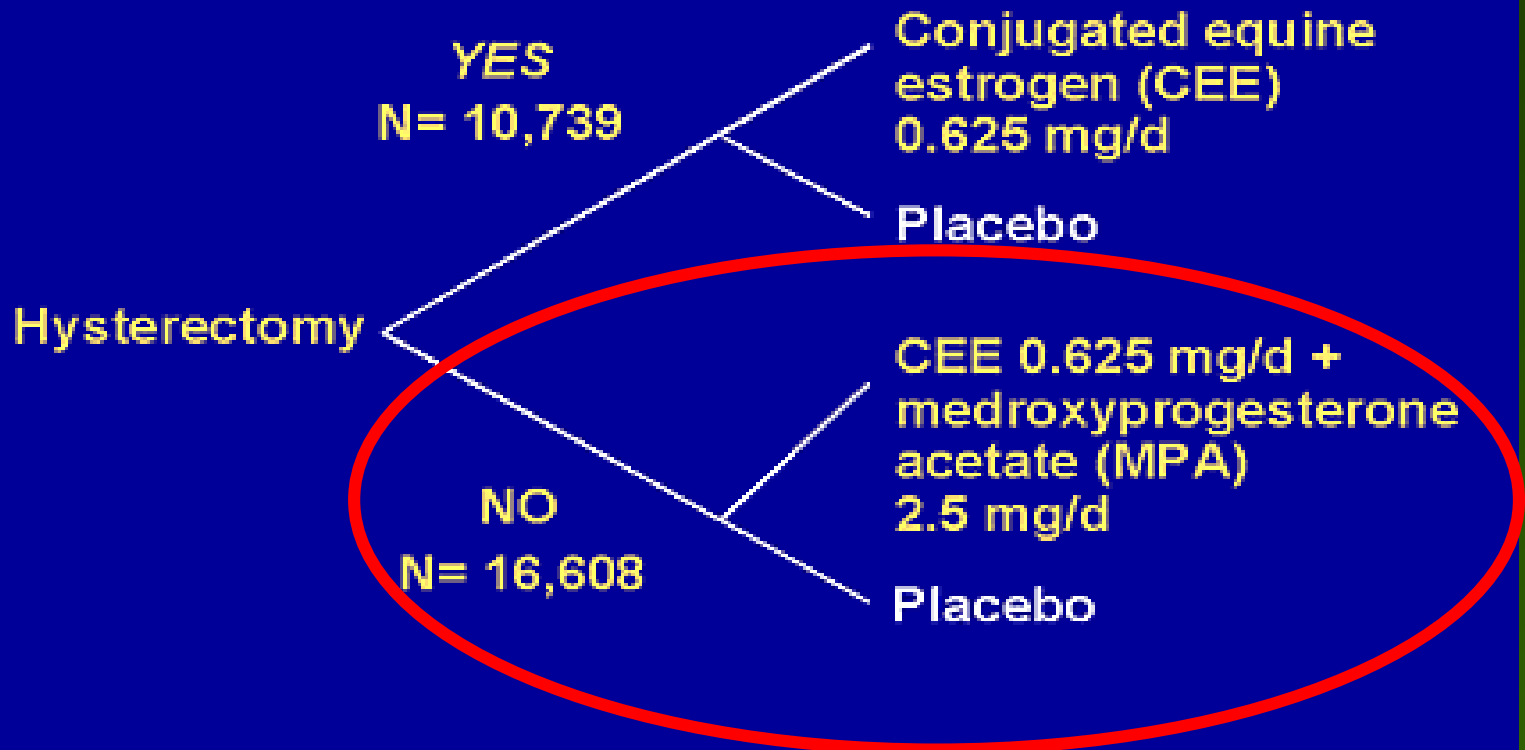 YES
N= 10,739
Conjugated equine
estrogen (CEE)
0.625 mg/d
Placebo
Hysterectomy
NO
N= 16,608
CEE 0.625 mg/d +
medroxyprogesterone
acetate (MPA)
2.5 mg/d
Placebo